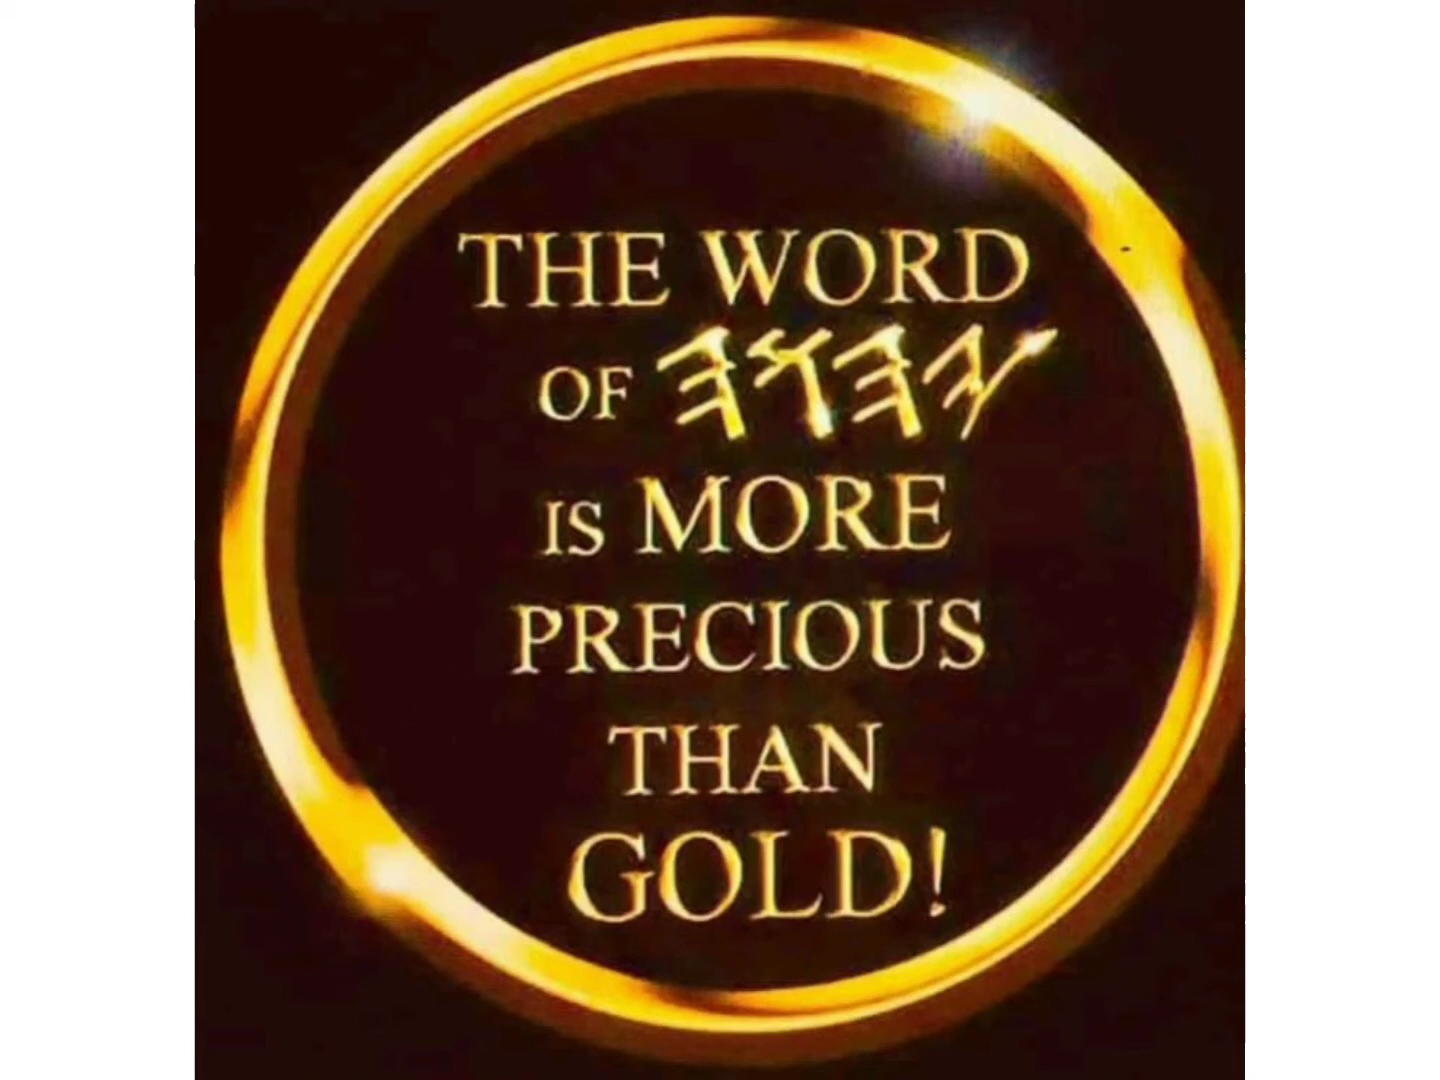 THE WORD
OF 𐤉𐤄𐤅𐤄
IS MORE
PRECIOUS
THAN
GOLD!